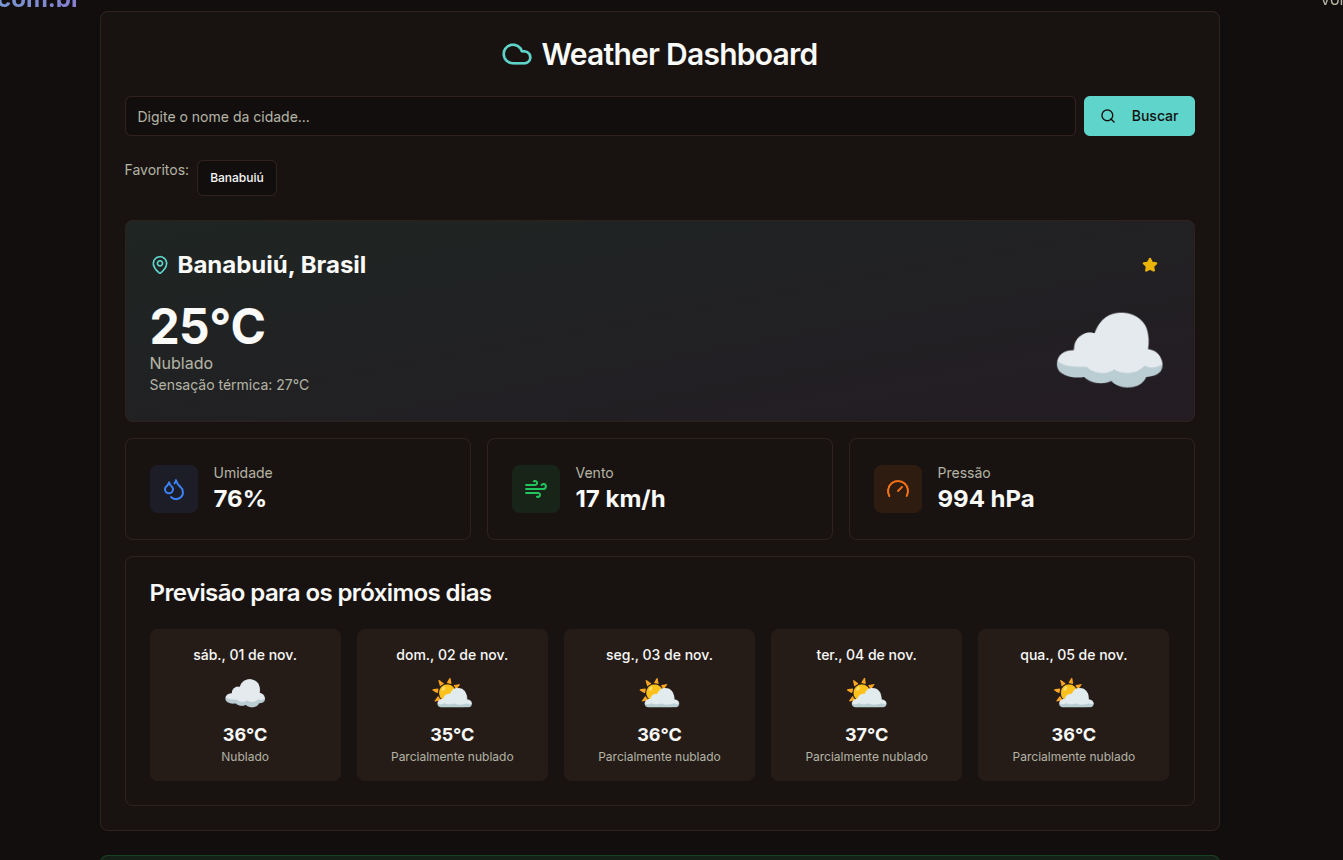 com.br
Weather Dashboard
Digite o nome da cidade...
Buscar
Favoritos:
Banabuiú
Banabuiú, Brasil
25°C
Nublado
Sensação térmica: 27°C
Umidade
76%
Vento
17 km/h
Pressão
994 hPa
Previsão para os próximos dias
sáb., 01 de nov.
36°C
Nublado
dom., 02 de nov.
35°C
Parcialmente nublado
seg., 03 de nov.
36°C
Parcialmente nublado
ter., 04 de nov.
37°C
Parcialmente nublado
qua., 05 de nov.
36°C
Parcialmente nublado